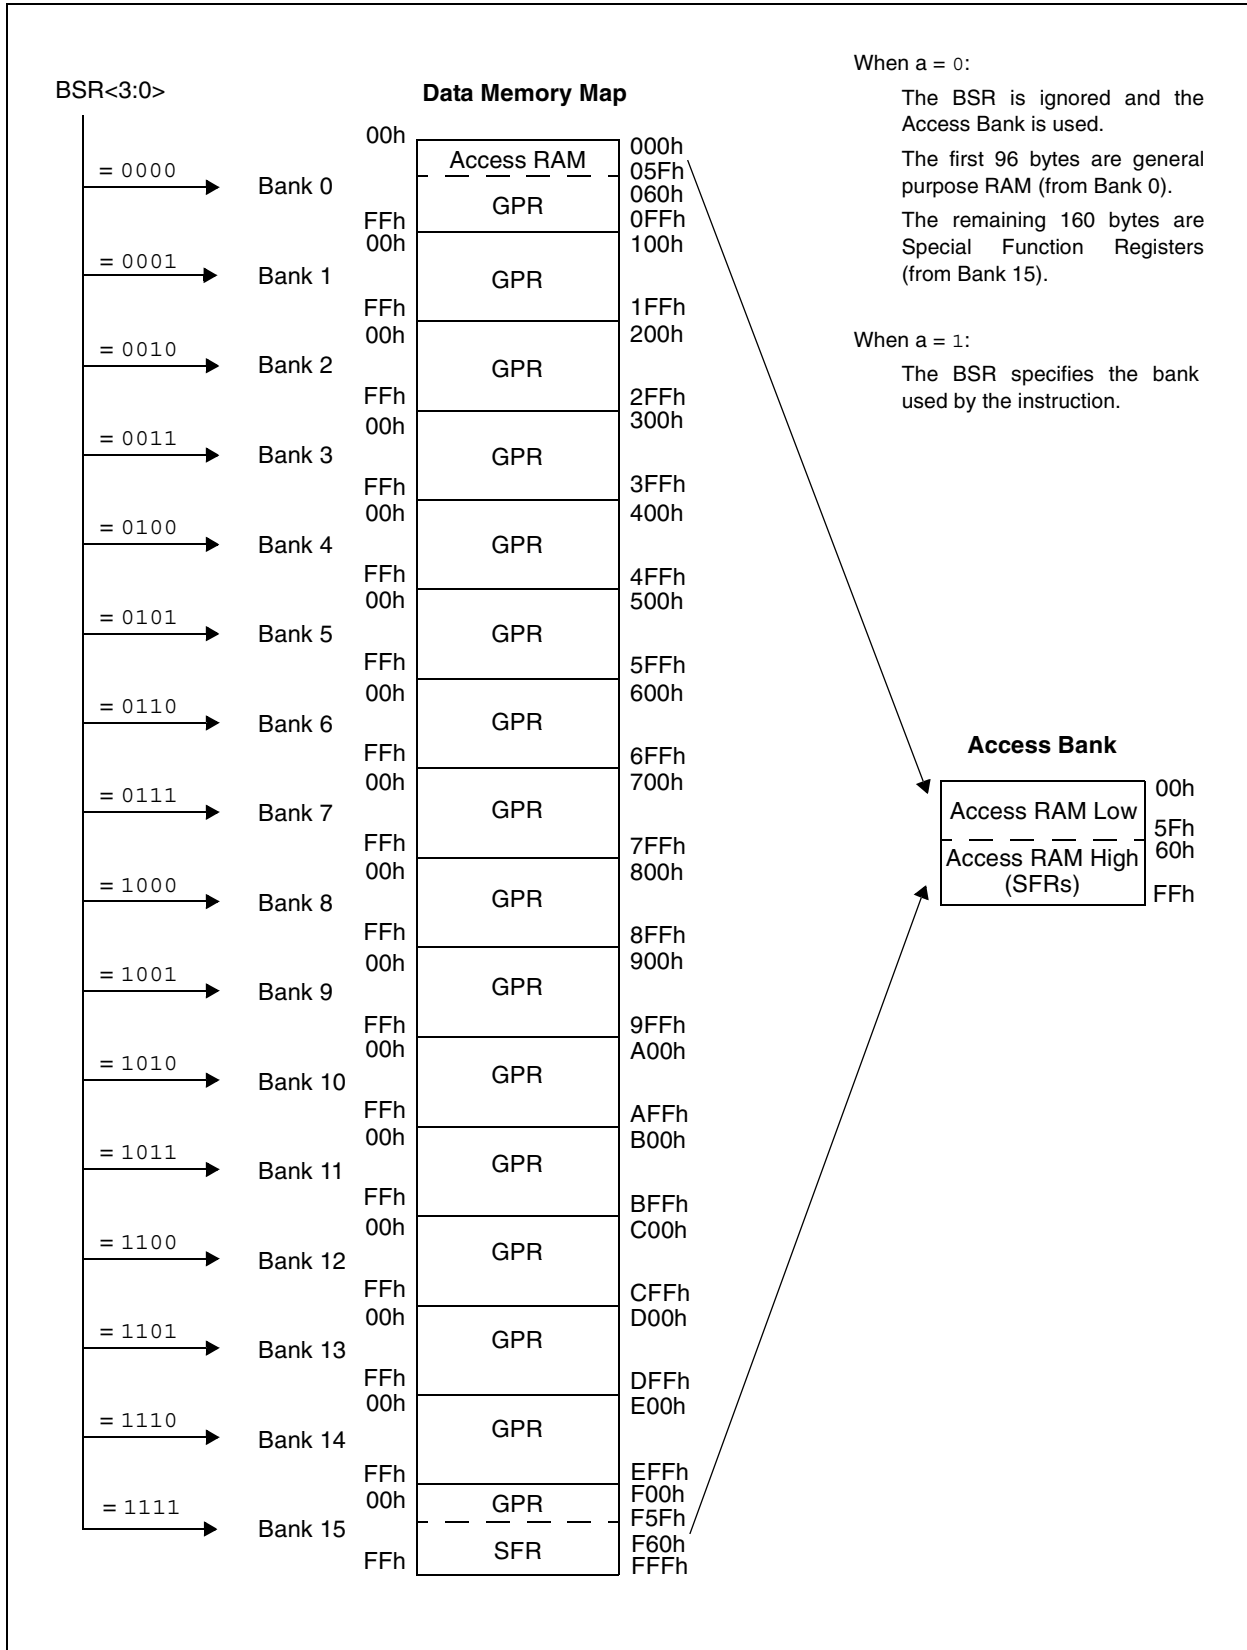 BSR<3:0>
Data Memory Map
When a = 0:
The BSR is ignored and the
Access Bank is used.
The first 96 bytes are general
purpose RAM (from Bank 0).
The remaining 160 bytes are
Special Function Registers
(from Bank 15).
When a = 1:
The BSR specifies the bank
used by the instruction.
= 0000
Bank 0
00h
FFh
Access RAM
GPR
000h
05Fh
060h
0FFh
= 0001
Bank 1
00h
FFh
GPR
100h
1FFh
= 0010
Bank 2
00h
FFh
GPR
200h
2FFh
= 0011
Bank 3
00h
FFh
GPR
300h
3FFh
= 0100
Bank 4
00h
FFh
GPR
400h
4FFh
= 0101
Bank 5
00h
FFh
GPR
500h
5FFh
= 0110
Bank 6
00h
FFh
GPR
600h
6FFh
= 0111
Bank 7
00h
FFh
GPR
700h
7FFh
= 1000
Bank 8
00h
FFh
GPR
800h
8FFh
= 1001
Bank 9
00h
FFh
GPR
900h
9FFh
= 1010
Bank 10
00h
FFh
GPR
A00h
AFFh
= 1011
Bank 11
00h
FFh
GPR
B00h
BFFh
= 1100
Bank 12
00h
FFh
GPR
C00h
CFFh
= 1101
Bank 13
00h
FFh
GPR
D00h
DFFh
= 1110
Bank 14
00h
FFh
GPR
E00h
EFFh
= 1111
Bank 15
00h
FFh
GPR
SFR
F00h
F5Fh
F60h
FFFh
Access Bank
Access RAM Low
Access RAM High
(SFRs)
00h
5Fh
60h
FFh